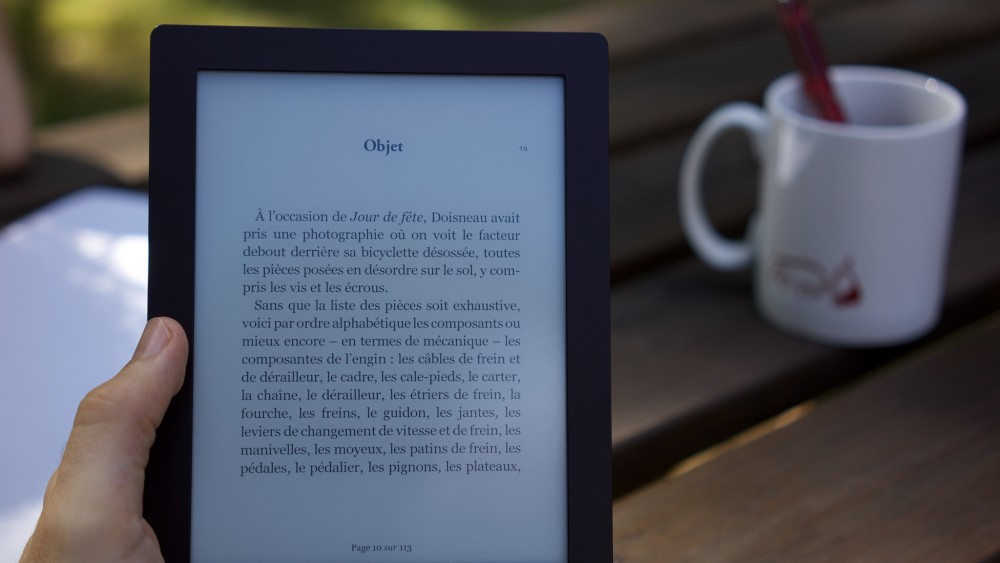 Objet
10
À l'occasion de Jour de fête, Doisneau avait
pris une photographie où on voit le facteur
debout derrière sa bicyclette désossée, toutes
les pièces posées en désordre sur le sol, y com-
pris les vis et les écrous.
Sans que la liste des pièces soit exhaustive,
voici par ordre alphabétique les composants ou
mieux encore – en termes de mécanique – les
composantes de l'engin : les câbles de frein et
de dérailleur, le cadre, les cale-pieds, le carter,
la chaîne, le dérailleur, les étriers de frein, la
fourche, les freins, le guidon, les jantes, les
leviers de changement de vitesse et de frein, les
manivelles, les moyeux, les patins de frein, les
pédales, le pédalier, les pignons, les plateaux,
Page 10 sur 113